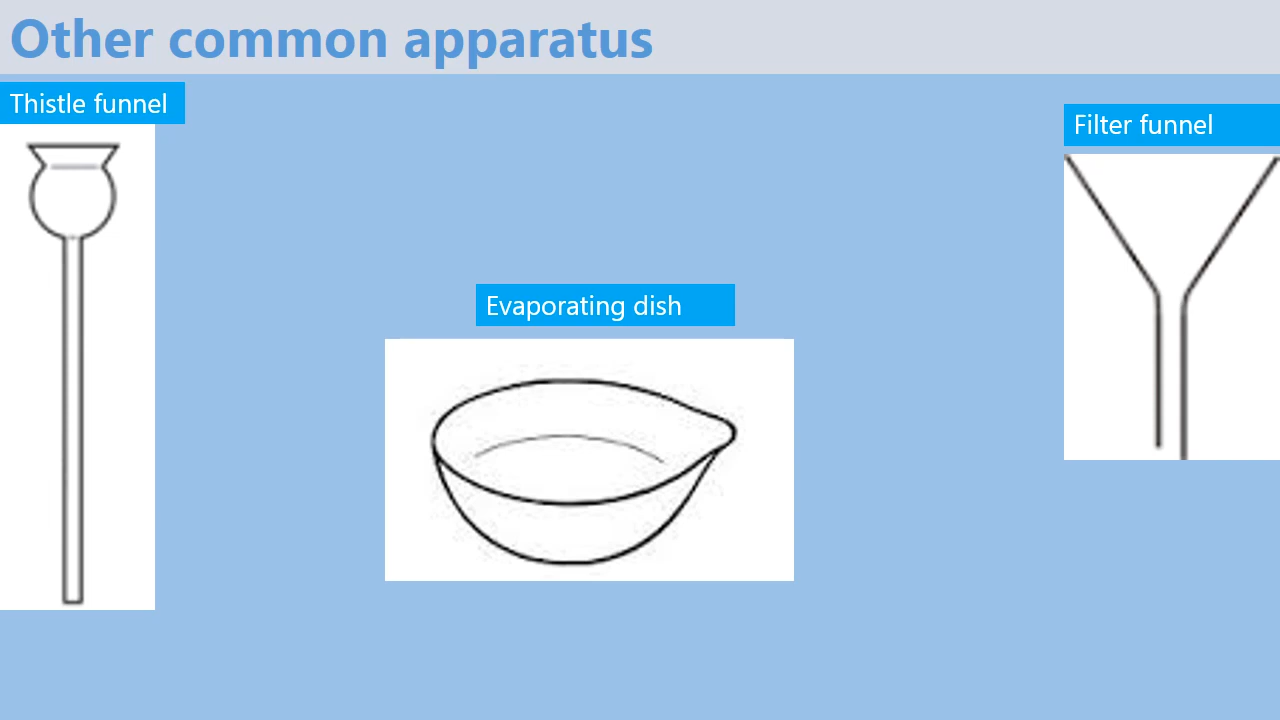 Other common apparatus
Thistle funnel
Filter funnel
Evaporating dish